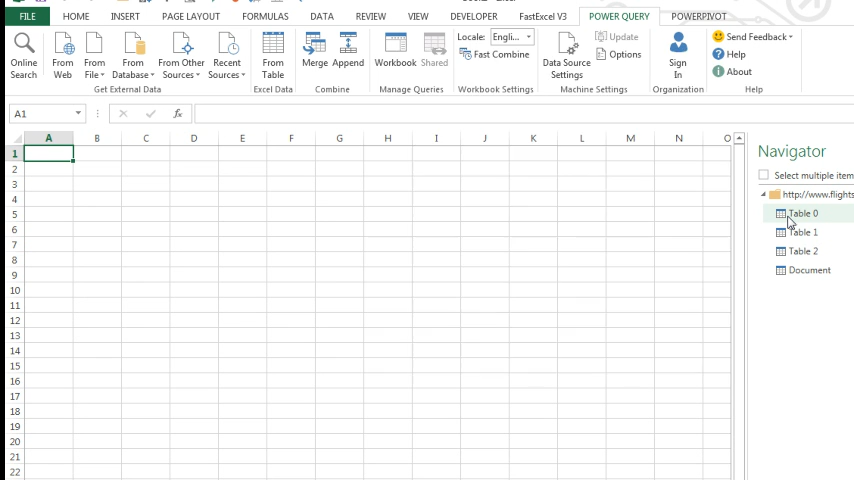 FILE HOME INSERT PAGE LAYOUT FORMULAS DATA REVIEW VIEW DEVELOPER FastExcel V3 POWER QUERY POWERPIVOT
Online Search
From Web
From File
From Database
From Other Sources
Recent Sources
Get External Data
From Table
Excel Data
Merge Append
Combine
Workbook Shared
Manage Queries
Locale: Engli...
Fast Combine
Workbook Settings
Data Source Settings
Update
Options
Machine Settings
Sign In
Organization
Send Feedback
Help
About
Help
A1
fx
A B C D E F G H I J K L M N O
1
2
3
4
5
6
7
8
9
10
11
12
13
14
15
16
17
18
19
20
21
22
Navigator
Select multiple item
http://www.flights
Table 0
Table 1
Table 2
Document